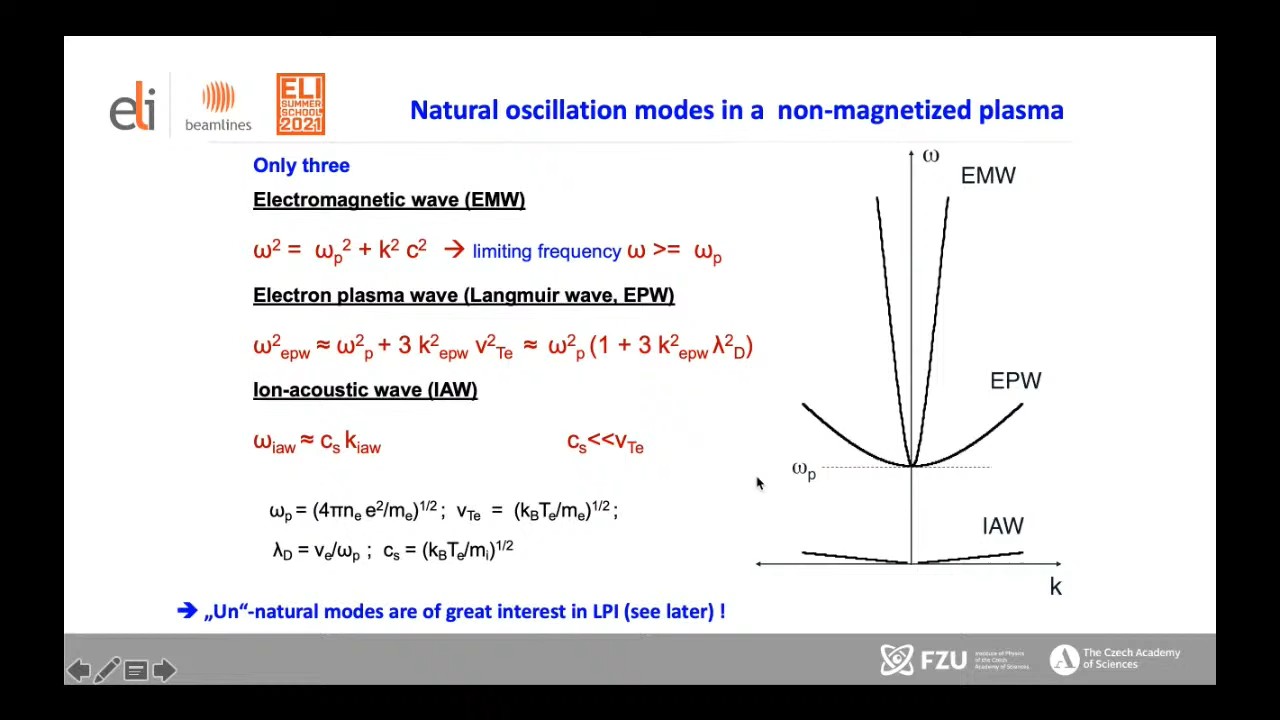 eli
beamlines
ELI
SUMMER
SCHOOL
2021
Natural oscillation modes in a non-magnetized plasma
Only three
Electromagnetic wave (EMW)
ω² = ωₚ² + k² c² → limiting frequency ω >= ωₚ
Electron plasma wave (Langmuir wave, EPW)
ω²epw ≈ ω²p + 3 k²epw v²Te ≈ ω²p (1 + 3 k²epw λ²D)
Ion-acoustic wave (IAW)
ωiaw ≈ cs kiaw cs<<vTe
ωp = (4πne e²/me)^1/2 ; vTe = (kBTe/me)^1/2 ;
λD = ve/ωp ; cs = (kBTe/mi)^1/2
→ „Un“-natural modes are of great interest in LPI (see later) !
ω
EMW
EPW
ωp
IAW
k
FZU
Institute of Physics
of the Czech
Academy of Sciences
The Czech Academy
of Sciences